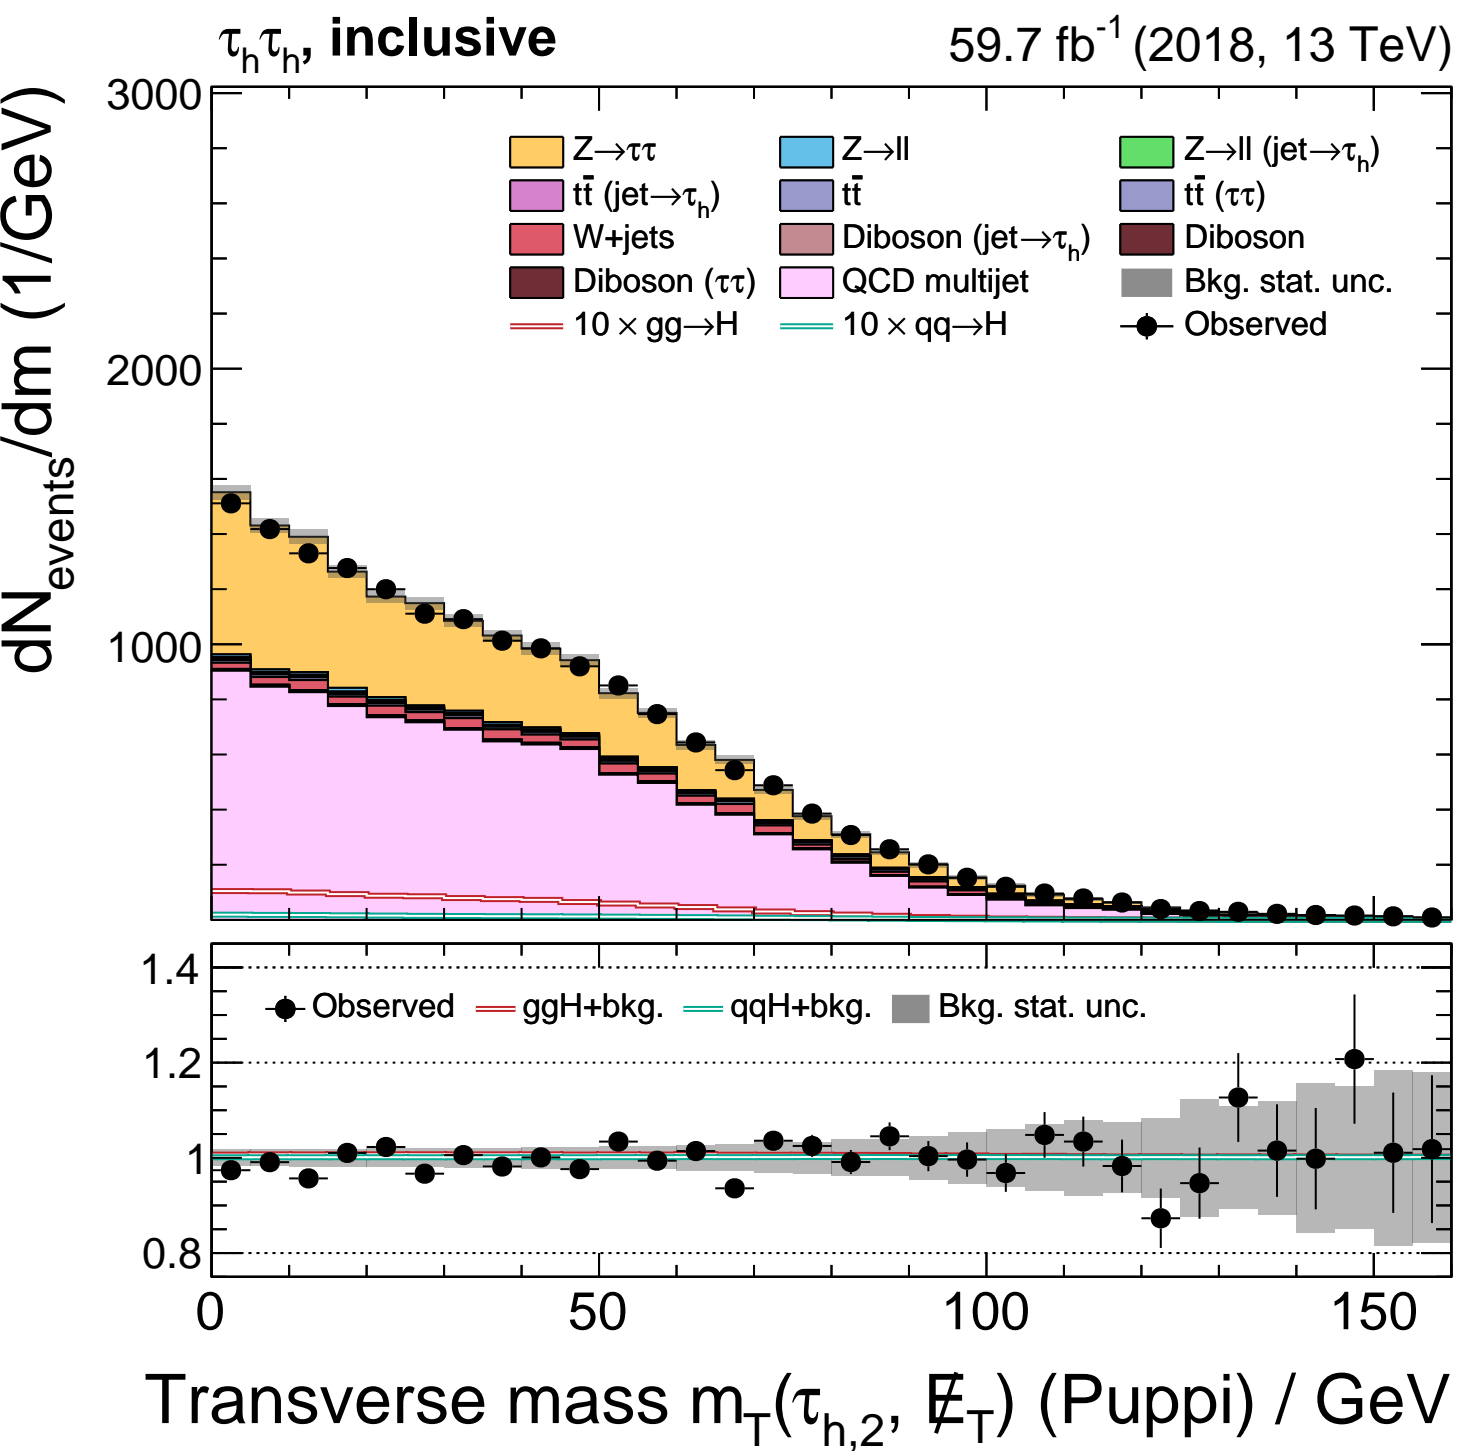 τhτh, inclusive 59.7 fb-1 (2018, 13 TeV)
dNevents/dm (1/GeV)
3000
2000
1000
Z→ττ Z→ll Z→ll (jet→τh)
tt̄ (jet→τh) tt̄ tt̄ (ττ)
W+jets Diboson (jet→τh) Diboson
Diboson (ττ) QCD multijet Bkg. stat. unc.
10 × gg→H 10 × qq→H Observed
1.4
Observed ggH+bkg. qqH+bkg. Bkg. stat. unc.
1.2
1
0.8
0 50 100 150
Transverse mass mT(τh,2, E̸T) (Puppi) / GeV